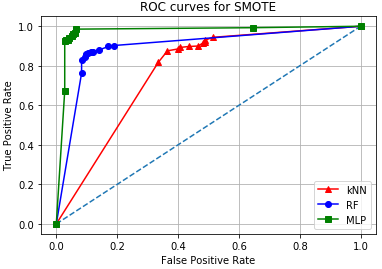 ROC curves for SMOTE
True Positive Rate
1.0
0.8
0.6
0.4
0.2
0.0
0.0 0.2 0.4 0.6 0.8 1.0
False Positive Rate
kNN
RF
MLP